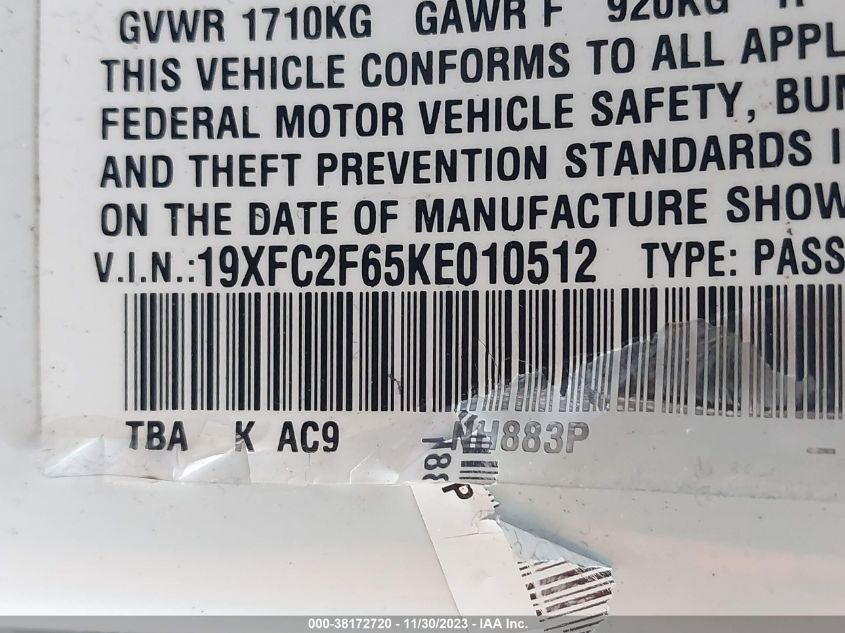 GVWR 1710KG GAWR F 920KG
THIS VEHICLE CONFORMS TO ALL APPL
FEDERAL MOTOR VEHICLE SAFETY, BUM
AND THEFT PREVENTION STANDARDS I
ON THE DATE OF MANUFACTURE SHOW
V.I.N.:19XFC2F65KE010512 TYPE: PASS
TBA K AC9 NH883P
000-38172720 - 11/30/2023 - IAA Inc.